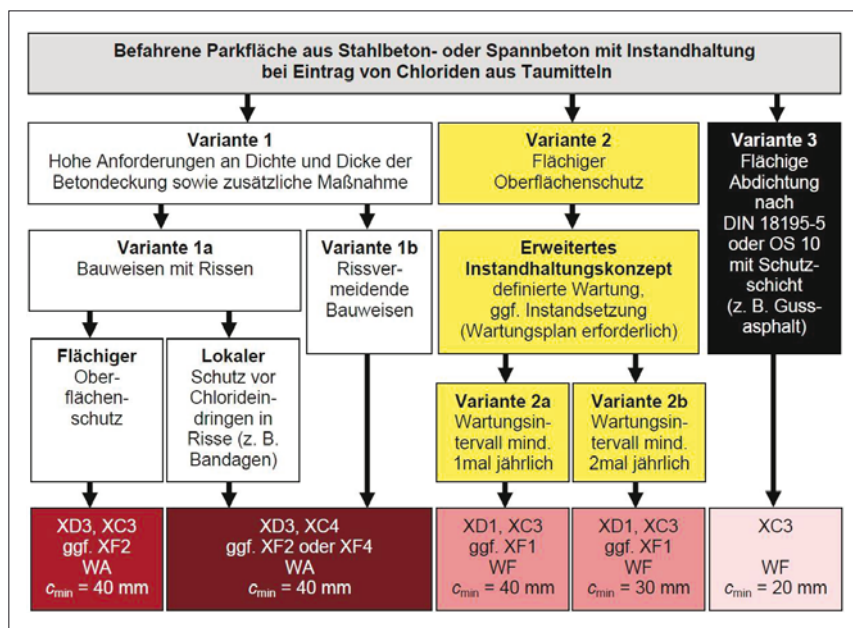 Befahrene Parkfläche aus Stahlbeton- oder Spannbeton mit Instandhaltung
bei Eintrag von Chloriden aus Taumitteln
Variante 1
Hohe Anforderungen an Dichte und Dicke der
Betondeckung sowie zusätzliche Maßnahme
Variante 2
Flächiger
Oberflächenschutz
Variante 3
Flächige
Abdichtung
nach
DIN 18195-5
oder OS 10
mit Schutz-
schicht
(z. B. Guss-
asphalt)
Variante 1a
Bauweisen mit Rissen
Variante 1b
Rissver-
meidende
Bauweisen
Erweitertes
Instandhaltungskonzept
definierte Wartung,
ggf. Instandsetzung
(Wartungsplan erforderlich)
Flächiger
Ober-
flächen-
schutz
Lokaler
Schutz vor
Chloridein-
dringen in
Risse (z. B.
Bandagen)
Variante 2a
Wartungsin-
tervall mind.
1mal jährlich
Variante 2b
Wartungsin-
tervall mind.
2mal jährlich
XD3, XC3
ggf. XF2
WA
cmin = 40 mm
XD3, XC4
ggf. XF2 oder XF4
WA
cmin = 40 mm
XD1, XC3
ggf. XF1
WF
cmin = 40 mm
XD1, XC3
ggf. XF1
WF
cmin = 30 mm
XC3
WF
cmin = 20 mm